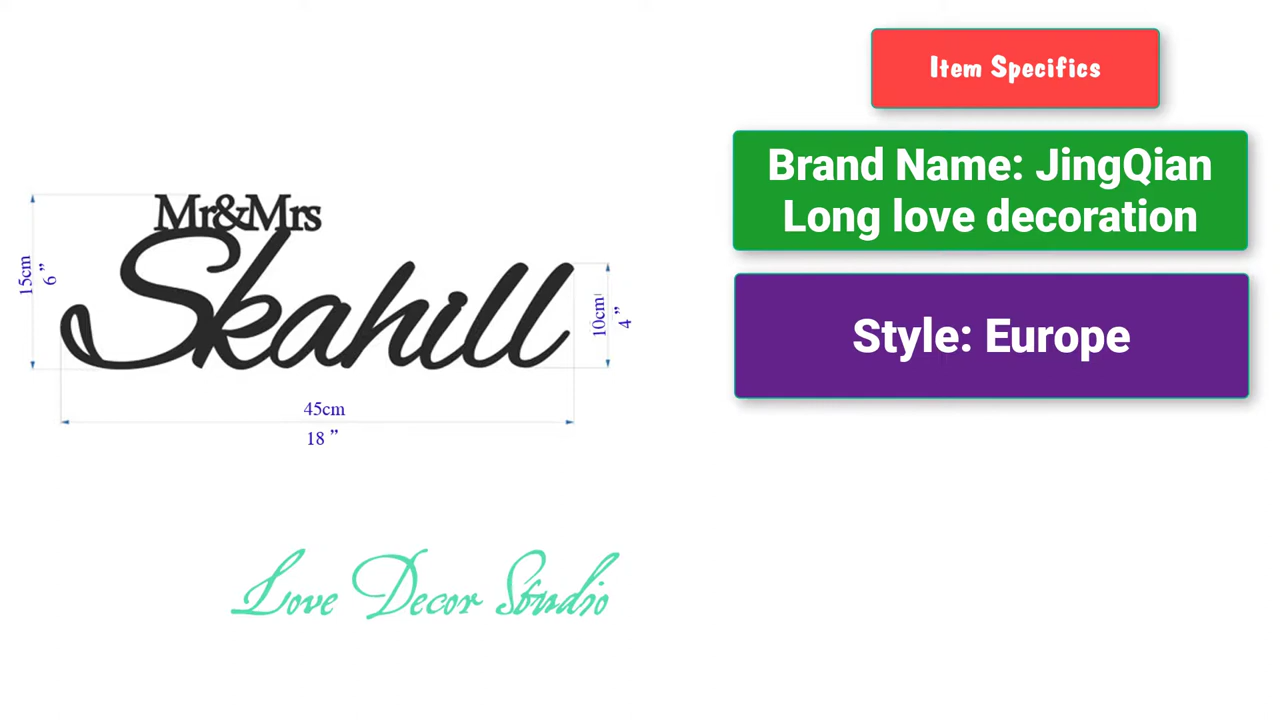 Item Specifics
Brand Name: JingQian
Long love decoration
Style: Europe
Mr&Mrs
Skahill
15cm
6 ”
10cm
4 ”
45cm
18 ”
Love Decor Studio